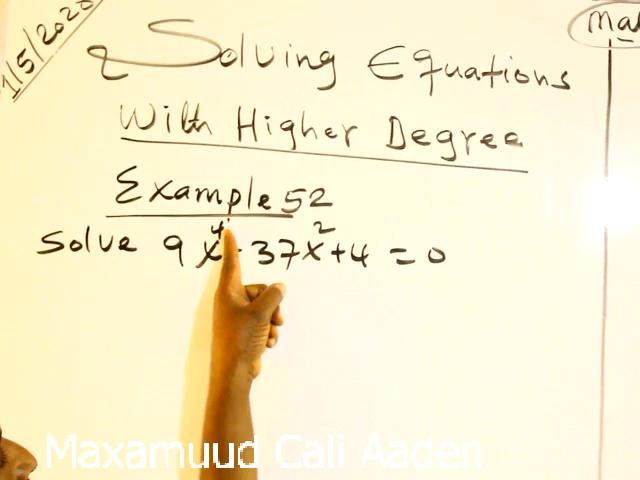 1/5/2020
Solving Equations
With Higher Degree
Example 52
Solve 9x⁴-37x²+4=0
Maxamuud Cali Aaden